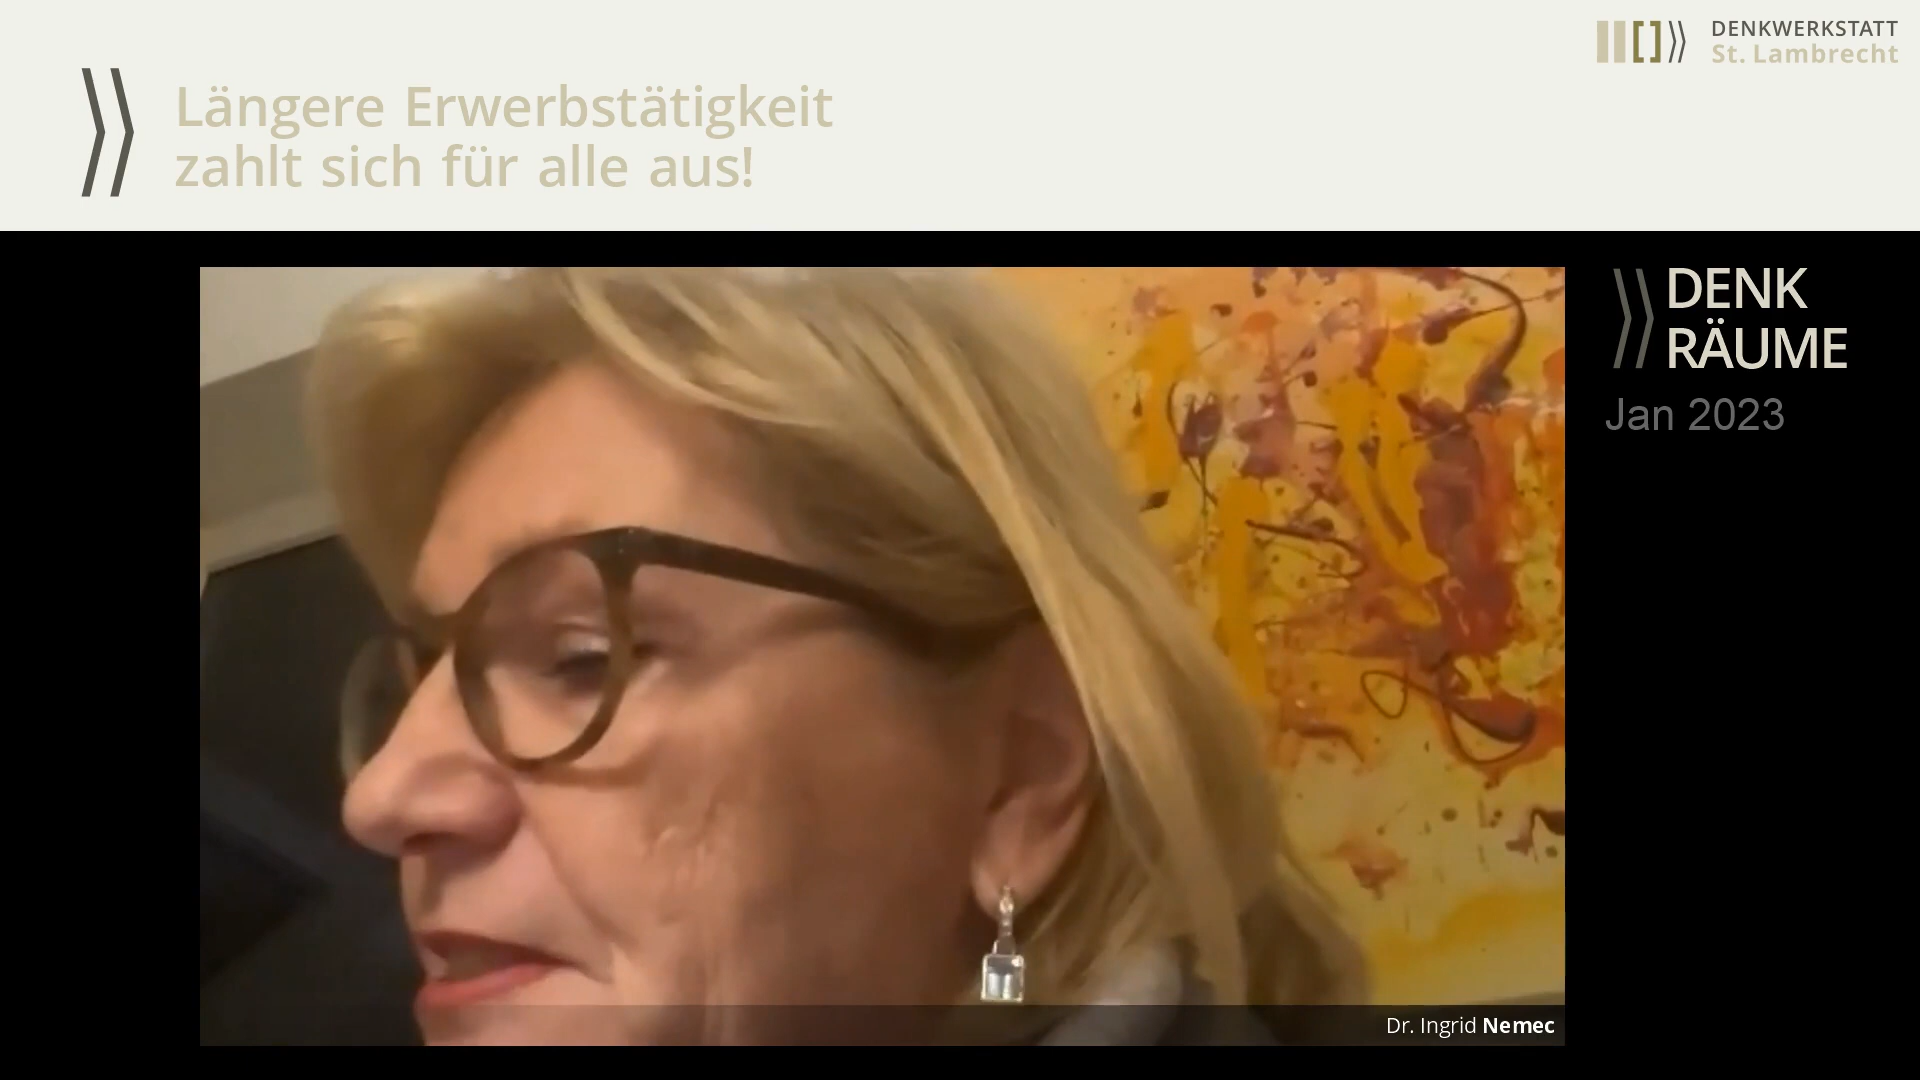 DENKWERKSTATT
St. Lambrecht
Längere Erwerbstätigkeit
zahlt sich für alle aus!
DENK
RÄUME
Jan 2023
Dr. Ingrid Nemec